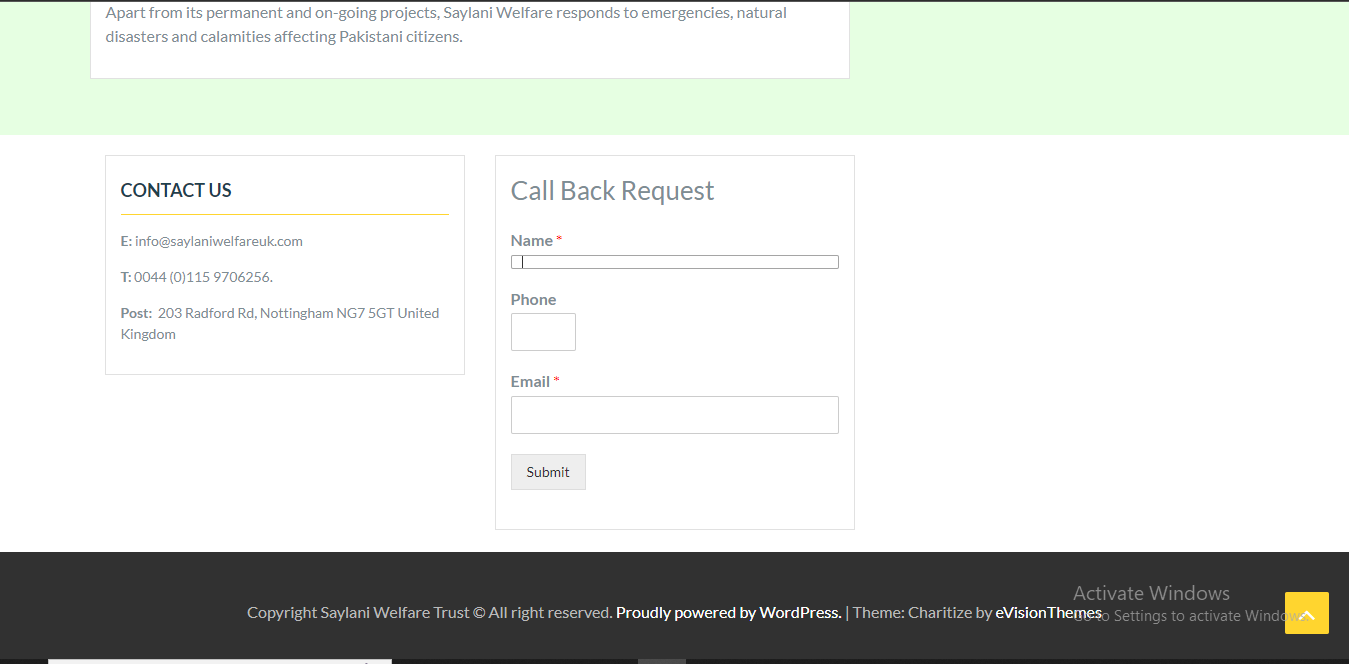 Apart from its permanent and on-going projects, Saylani Welfare responds to emergencies, natural
disasters and calamities affecting Pakistani citizens.
CONTACT US
E: info@saylaniwelfareuk.com
T: 0044 (0)115 9706256.
Post: 203 Radford Rd, Nottingham NG7 5GT United
Kingdom
Call Back Request
Name *
Phone
Email *
Submit
Copyright Saylani Welfare Trust © All right reserved. Proudly powered by WordPress. | Theme: Charitize by eVisionThemes
Activate Windows
Go to Settings to activate Windows.